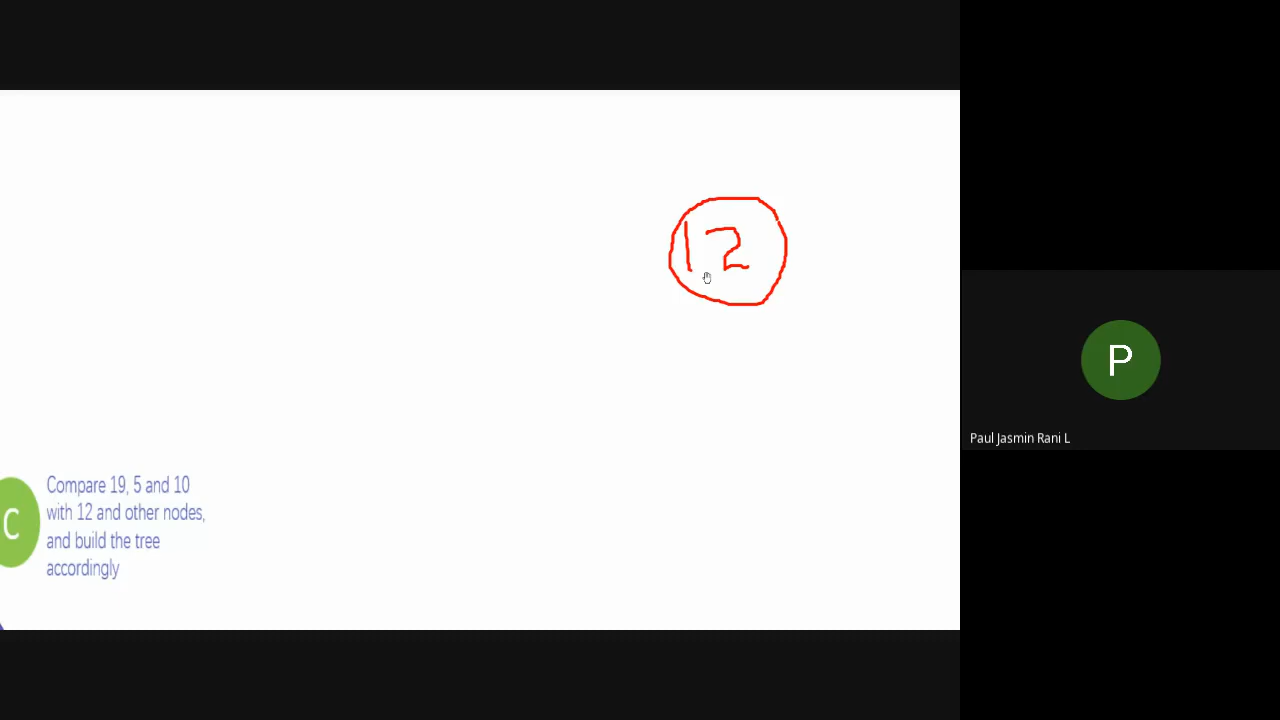 12
C
Compare 19, 5 and 10
with 12 and other nodes,
and build the tree
accordingly
P
Paul Jasmin Rani L